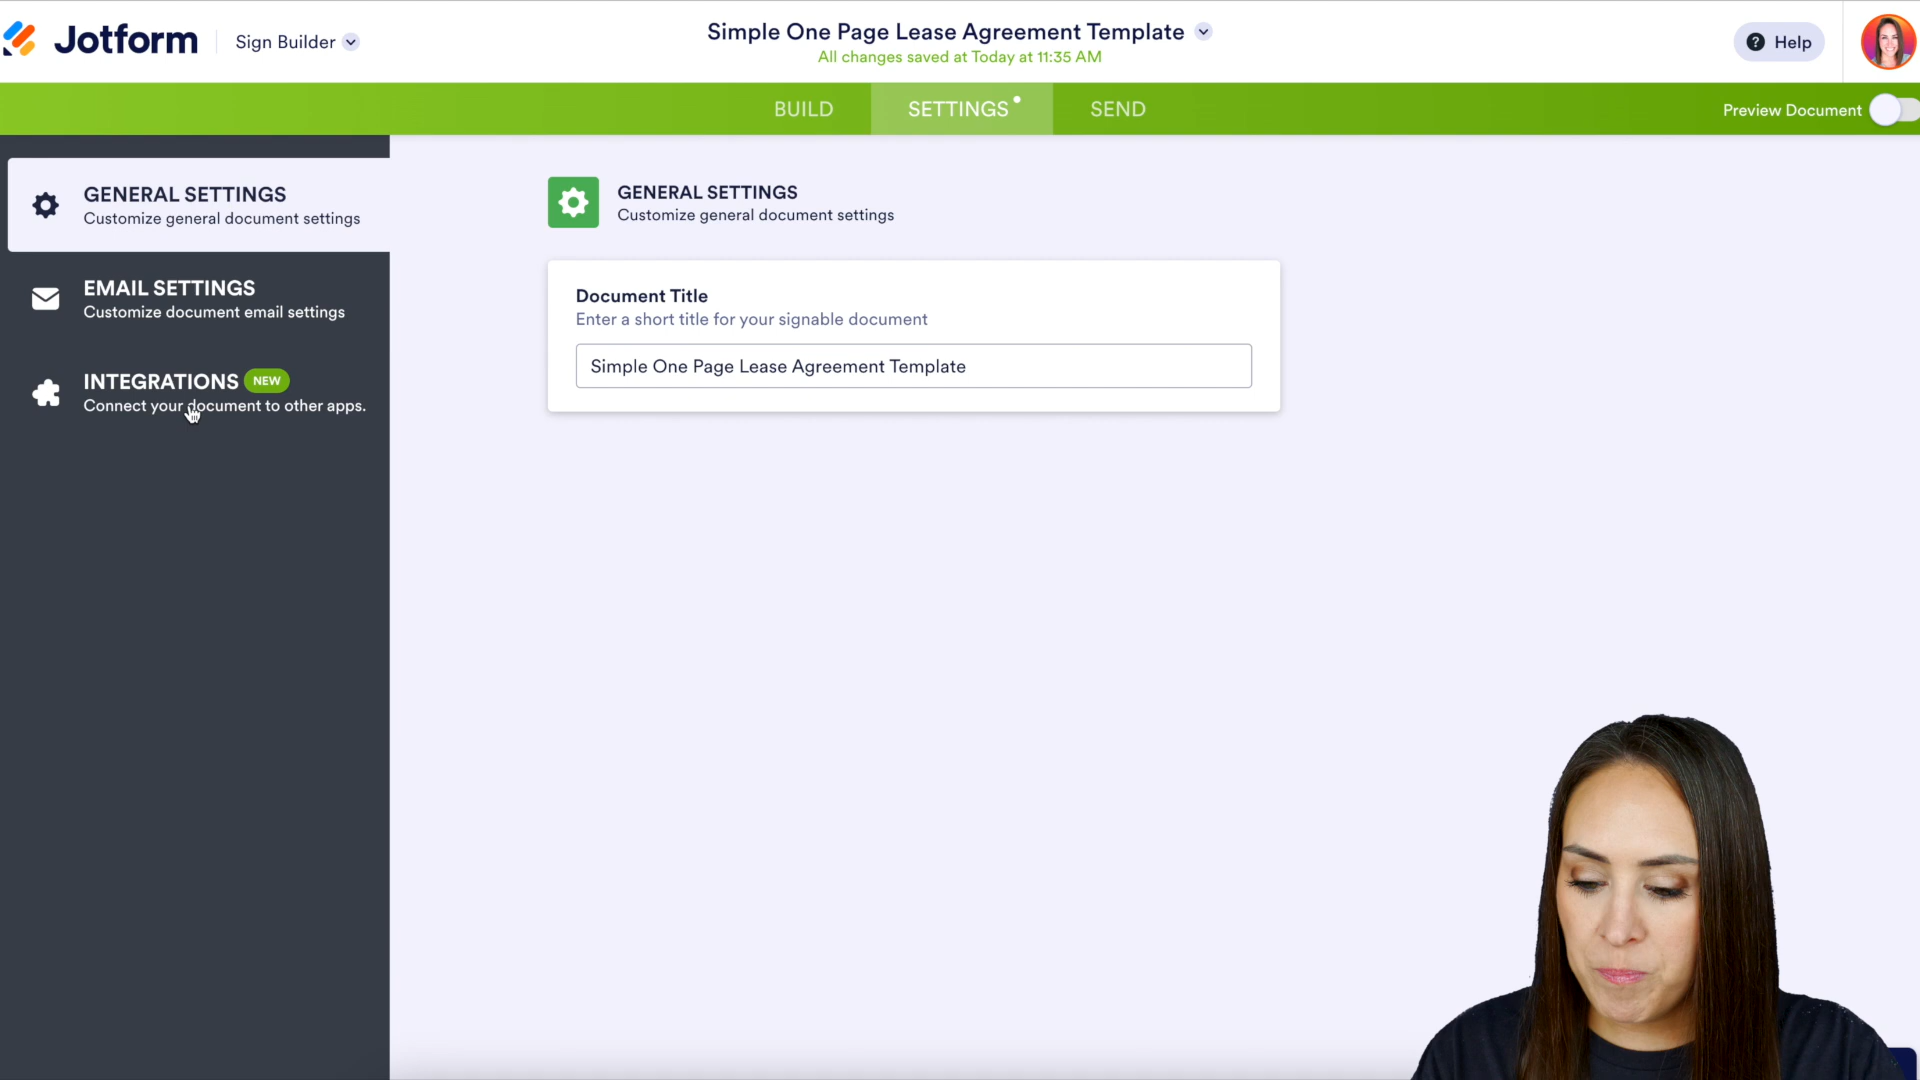 Jotform
Sign Builder
Simple One Page Lease Agreement Template
All changes saved at Today at 11:35 AM
Help
BUILD
SETTINGS
SEND
Preview Document
GENERAL SETTINGS
Customize general document settings
EMAIL SETTINGS
Customize document email settings
INTEGRATIONS NEW
Connect your document to other apps.
GENERAL SETTINGS
Customize general document settings
Document Title
Enter a short title for your signable document
Simple One Page Lease Agreement Template